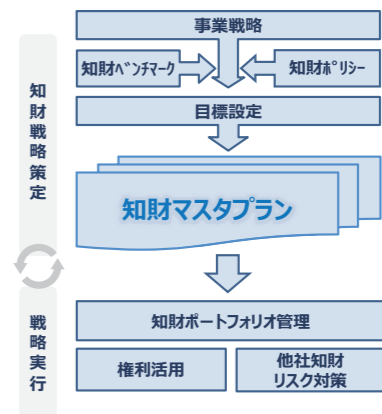 事業戦略
知財ﾍﾞﾝﾁﾏｰｸ
知財ﾎﾟﾘｼｰ
目標設定
知財マスタプラン
知財戦略策定
知財ポートフォリオ管理
権利活用
他社知財
リスク対策
戦略実行